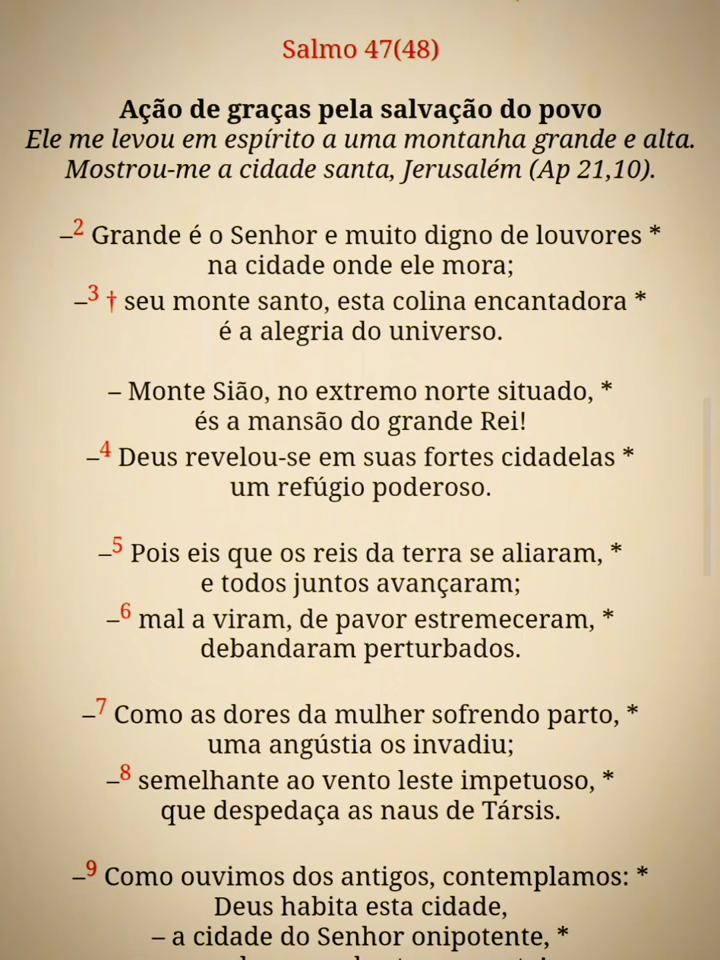 Salmo 47(48)
Ação de graças pela salvação do povo
Ele me levou em espírito a uma montanha grande e alta.
Mostrou-me a cidade santa, Jerusalém (Ap 21,10).
–2 Grande é o Senhor e muito digno de louvores *
na cidade onde ele mora;
–3 † seu monte santo, esta colina encantadora *
é a alegria do universo.
– Monte Sião, no extremo norte situado, *
és a mansão do grande Rei!
–4 Deus revelou-se em suas fortes cidadelas *
um refúgio poderoso.
–5 Pois eis que os reis da terra se aliaram, *
e todos juntos avançaram;
–6 mal a viram, de pavor estremeceram, *
debandaram perturbados.
–7 Como as dores da mulher sofrendo parto, *
uma angústia os invadiu;
–8 semelhante ao vento leste impetuoso, *
que despedaça as naus de Társis.
–9 Como ouvimos dos antigos, contemplamos: *
Deus habita esta cidade,
– a cidade do Senhor onipotente, *